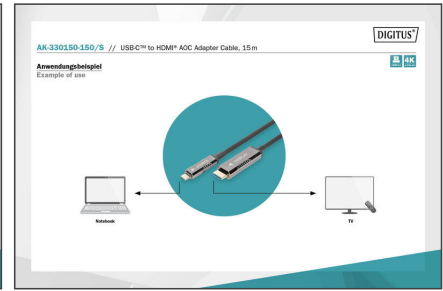 DIGITUS®
AK-330150-150/S // USB-C™ to HDMI® AOC Adapter Cable, 15 m
Anwendungsbeispiel
Example of use
4K
Notebook
TV